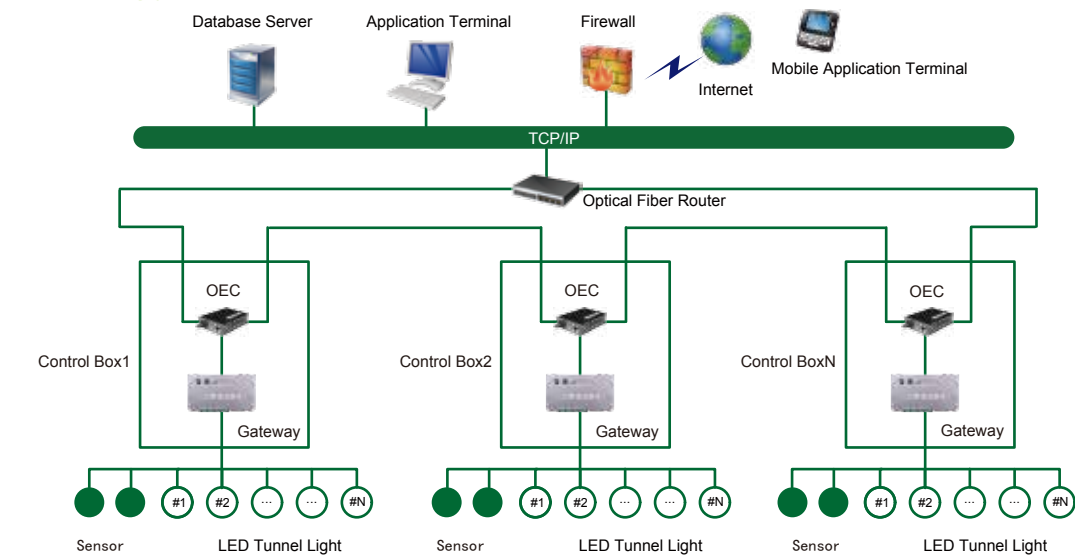 Database Server
Application Terminal
Firewall
Internet
Mobile Application Terminal
TCP/IP
Optical Fiber Router
OEC
OEC
OEC
Control Box1
Control Box2
Control BoxN
Gateway
Gateway
Gateway
#1 #2 ... ... #N
#1 #2 ... ... #N
#1 #2 ... ... #N
Sensor
LED Tunnel Light
Sensor
LED Tunnel Light
Sensor
LED Tunnel Light